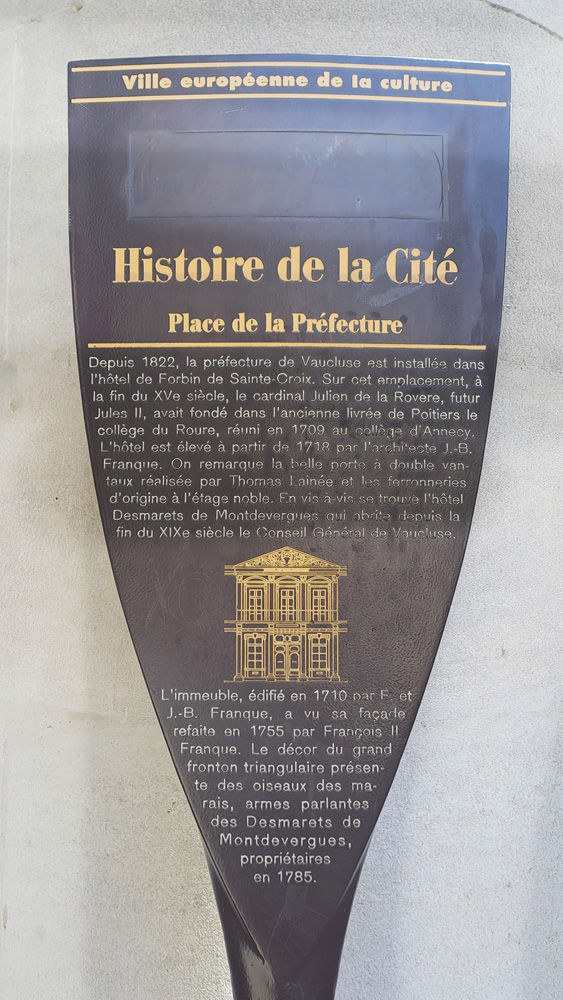 Ville européenne de la culture
Histoire de la Cité
Place de la Préfecture
Depuis 1822, la préfecture de Vaucluse est installée dans
l'hôtel de Forbin de Sainte-Croix. Sur cet emplacement, à
la fin du XVe siècle, le cardinal Julien de la Rovere, futur
Jules II, avait fondé dans l'ancienne livrée de Poitiers le
collège du Roure, réuni en 1709 au collège d'Annecy.
L'hôtel est élevé à partir de 1718 par l'architecte J.-B.
Franque. On remarque la belle porte à double van-
taux réalisée par Thomas Lainée et les ferronneries
d'origine à l'étage noble. En vis-à-vis se trouve l'hôtel
Desmarets de Montdevergues qui abrite depuis la
fin du XIXe siècle le Conseil Général de Vaucluse.
L'immeuble, édifié en 1710 par F. et
J.-B. Franque, a vu sa façade
refaite en 1755 par François II
Franque. Le décor du grand
fronton triangulaire présen-
te des oiseaux des ma-
rais, armes parlantes
des Desmarets de
Montdevergues,
propriétaires
en 1785.